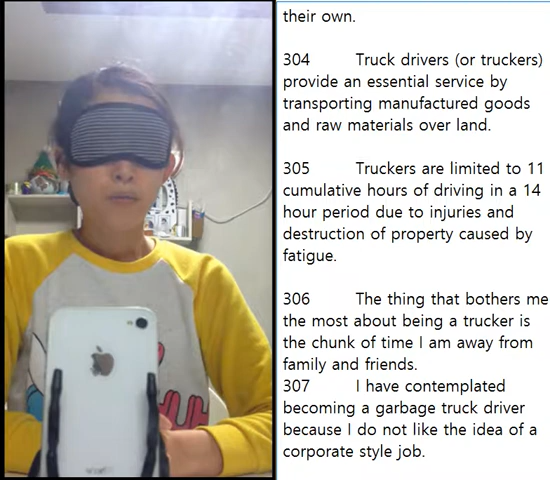 their own.
304 Truck drivers (or truckers)
provide an essential service by
transporting manufactured goods
and raw materials over land.
305 Truckers are limited to 11
cumulative hours of driving in a 14
hour period due to injuries and
destruction of property caused by
fatigue.
306 The thing that bothers me
the most about being a trucker is
the chunk of time I am away from
family and friends.
307 I have contemplated
becoming a garbage truck driver
because I do not like the idea of a
corporate style job.